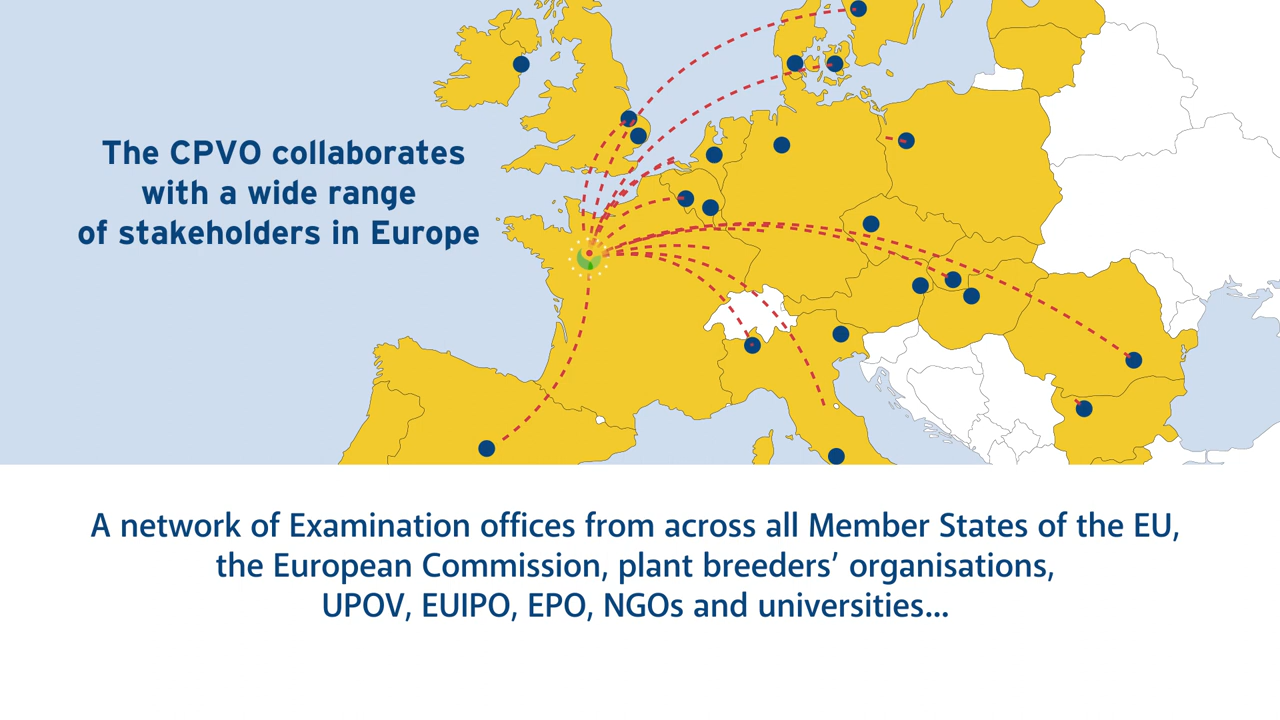 The CPVO collaborates
with a wide range
of stakeholders in Europe
A network of Examination offices from across all Member States of the EU,
the European Commission, plant breeders’ organisations,
UPOV, EUIPO, EPO, NGOs and universities...